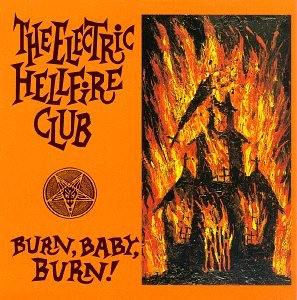 THE ELECTRIC
HELLFIRE
CLUB
BURN, BABY,
BURN!